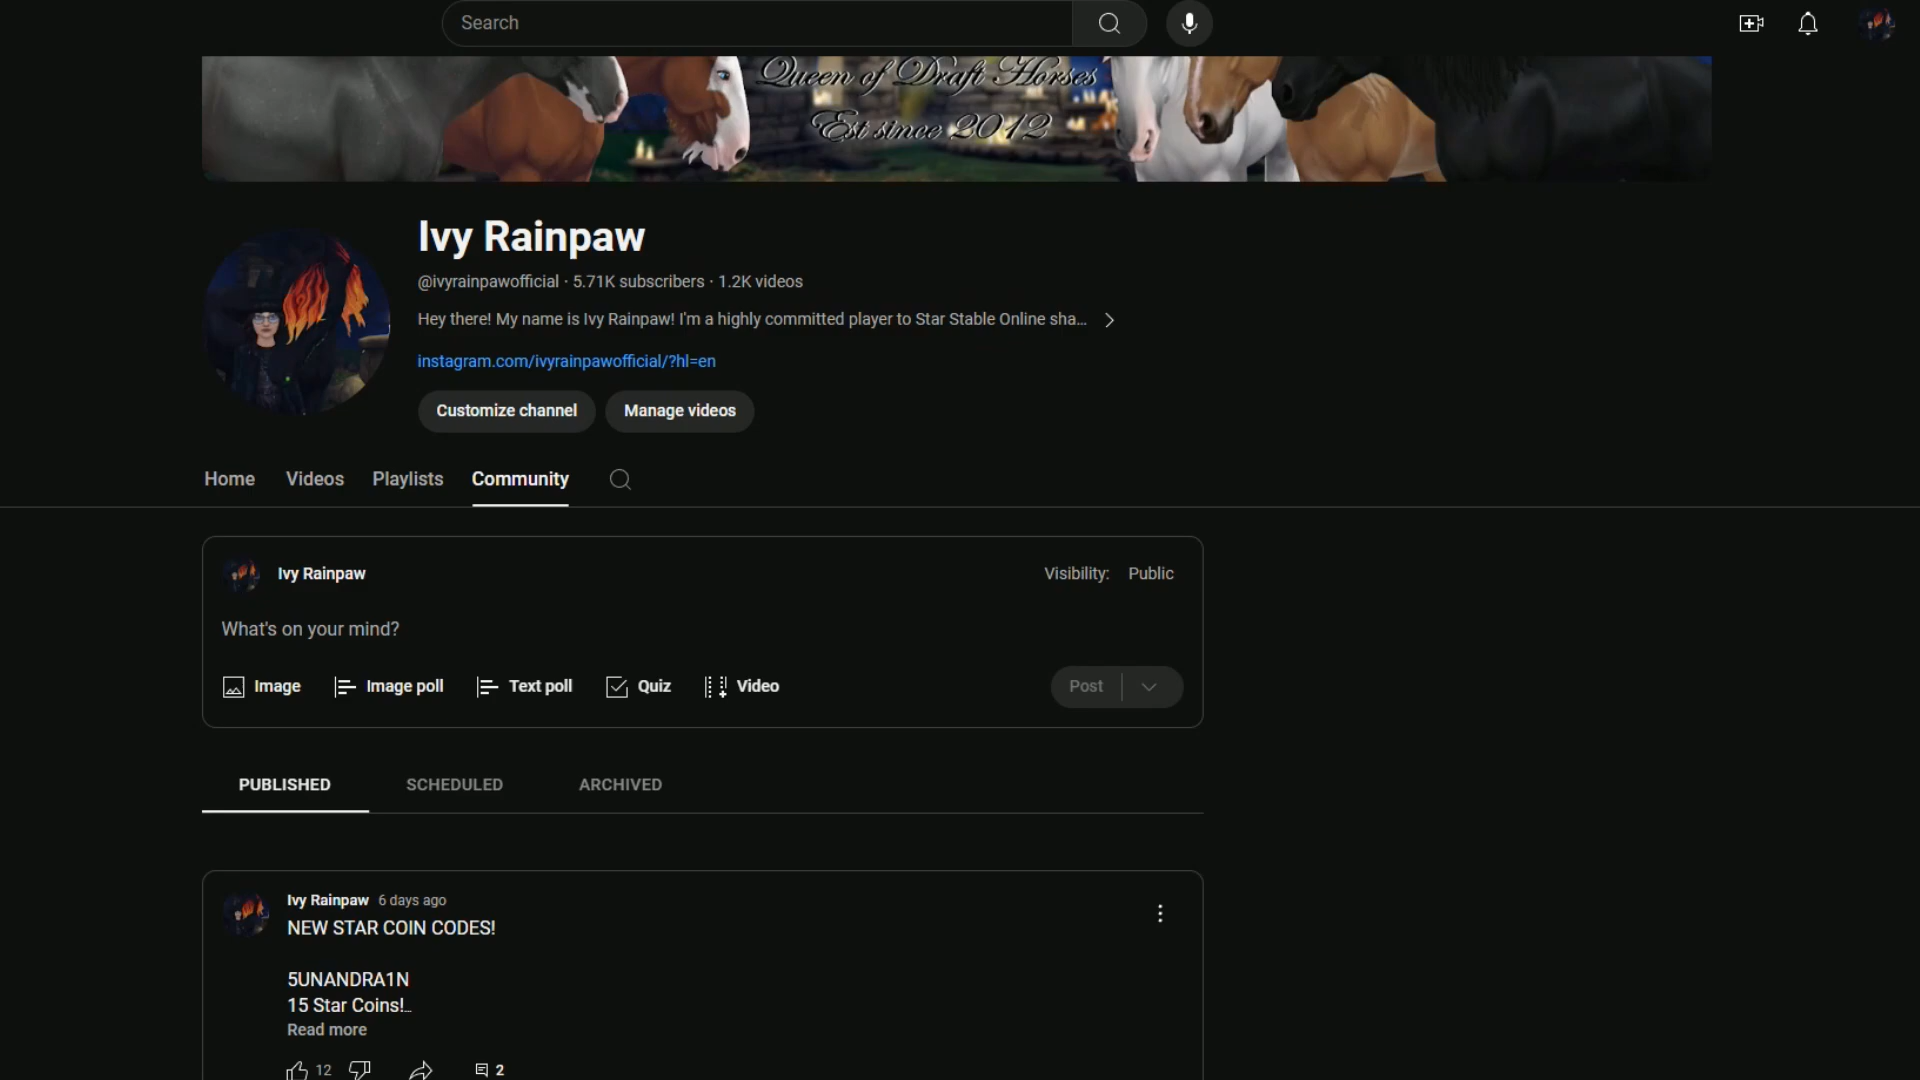 Search
Queen of Draft Horses
Est since 2012
Ivy Rainpaw
@ivyrainpawofficial · 5.71K subscribers · 1.2K videos
Hey there! My name is Ivy Rainpaw! I'm a highly committed player to Star Stable Online sha...
instagram.com/ivyrainpawofficial/?hl=en
Customize channel Manage videos
Home Videos Playlists Community
Ivy Rainpaw Visibility: Public
What's on your mind?
Image Image poll Text poll Quiz Video Post
PUBLISHED SCHEDULED ARCHIVED
Ivy Rainpaw 6 days ago
NEW STAR COIN CODES!
5UNANDRA1N
15 Star Coins!...
Read more
12 2